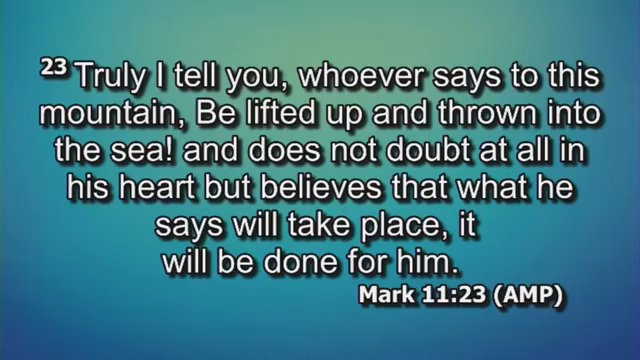 23 Truly I tell you, whoever says to this
mountain, Be lifted up and thrown into
the sea! and does not doubt at all in
his heart but believes that what he
says will take place, it
will be done for him.
Mark 11:23 (AMP)